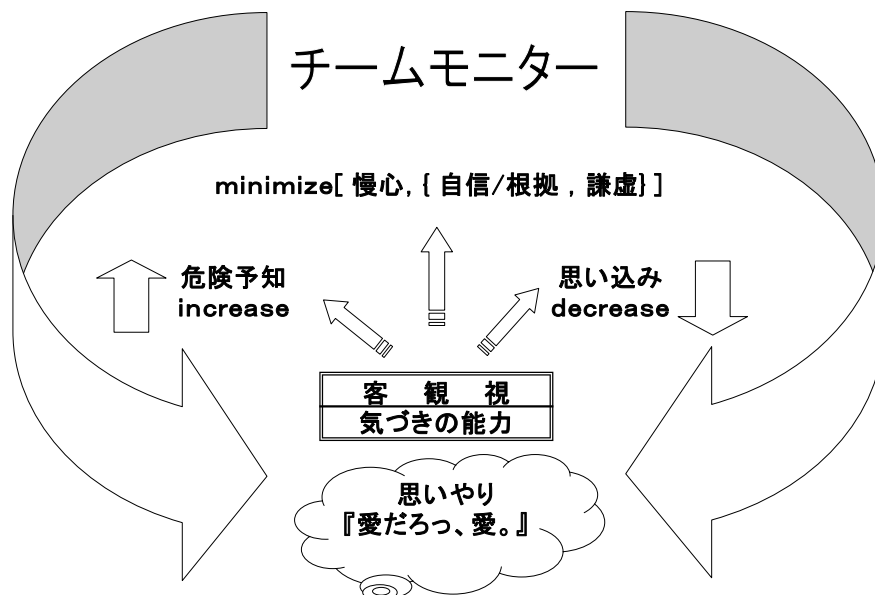 チームモニター
minimize[ 慢心, { 自信/根拠 , 謙虚} ]
危険予知
increase
思い込み
decrease
客　観　視
気づきの能力
思いやり
『愛だろっ、愛。』